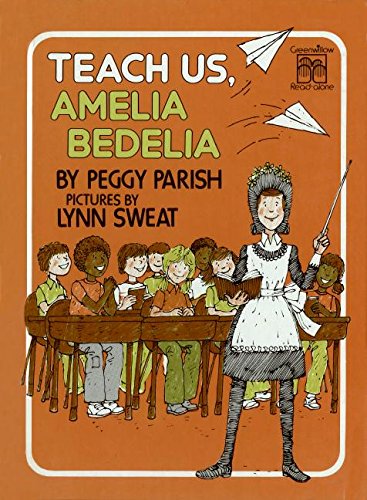 TEACH US,
AMELIA
BEDELIA
BY PEGGY PARISH
PICTURES BY
LYNN SWEAT
Greenwillow
Read-alone